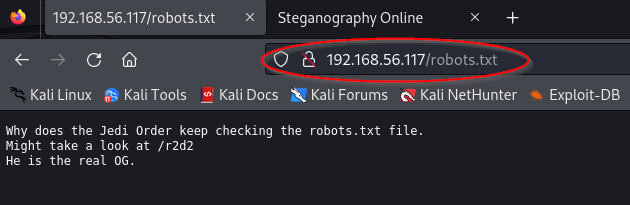 192.168.56.117/robots.txt
Steganography Online
192.168.56.117/robots.txt
Kali Linux Kali Tools Kali Docs Kali Forums Kali NetHunter Exploit-DB
Why does the Jedi Order keep checking the robots.txt file.
Might take a look at /r2d2
He is the real OG.